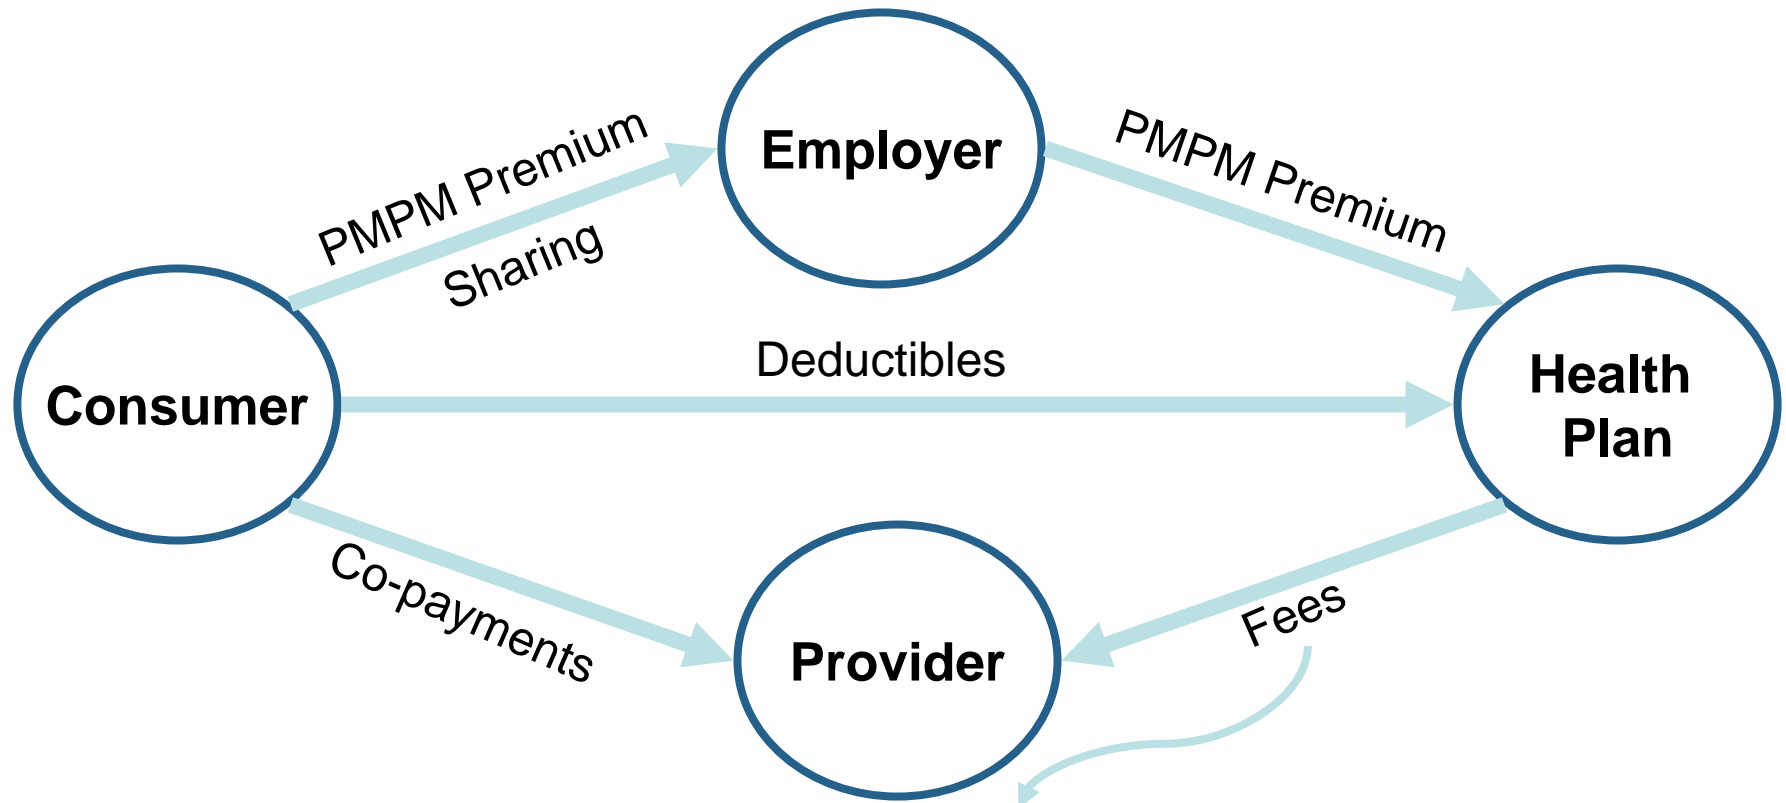 Employer
PMPM Premium
Sharing
PMPM Premium
Deductibles
Consumer
Health
Plan
Co-payments
Fees
Provider